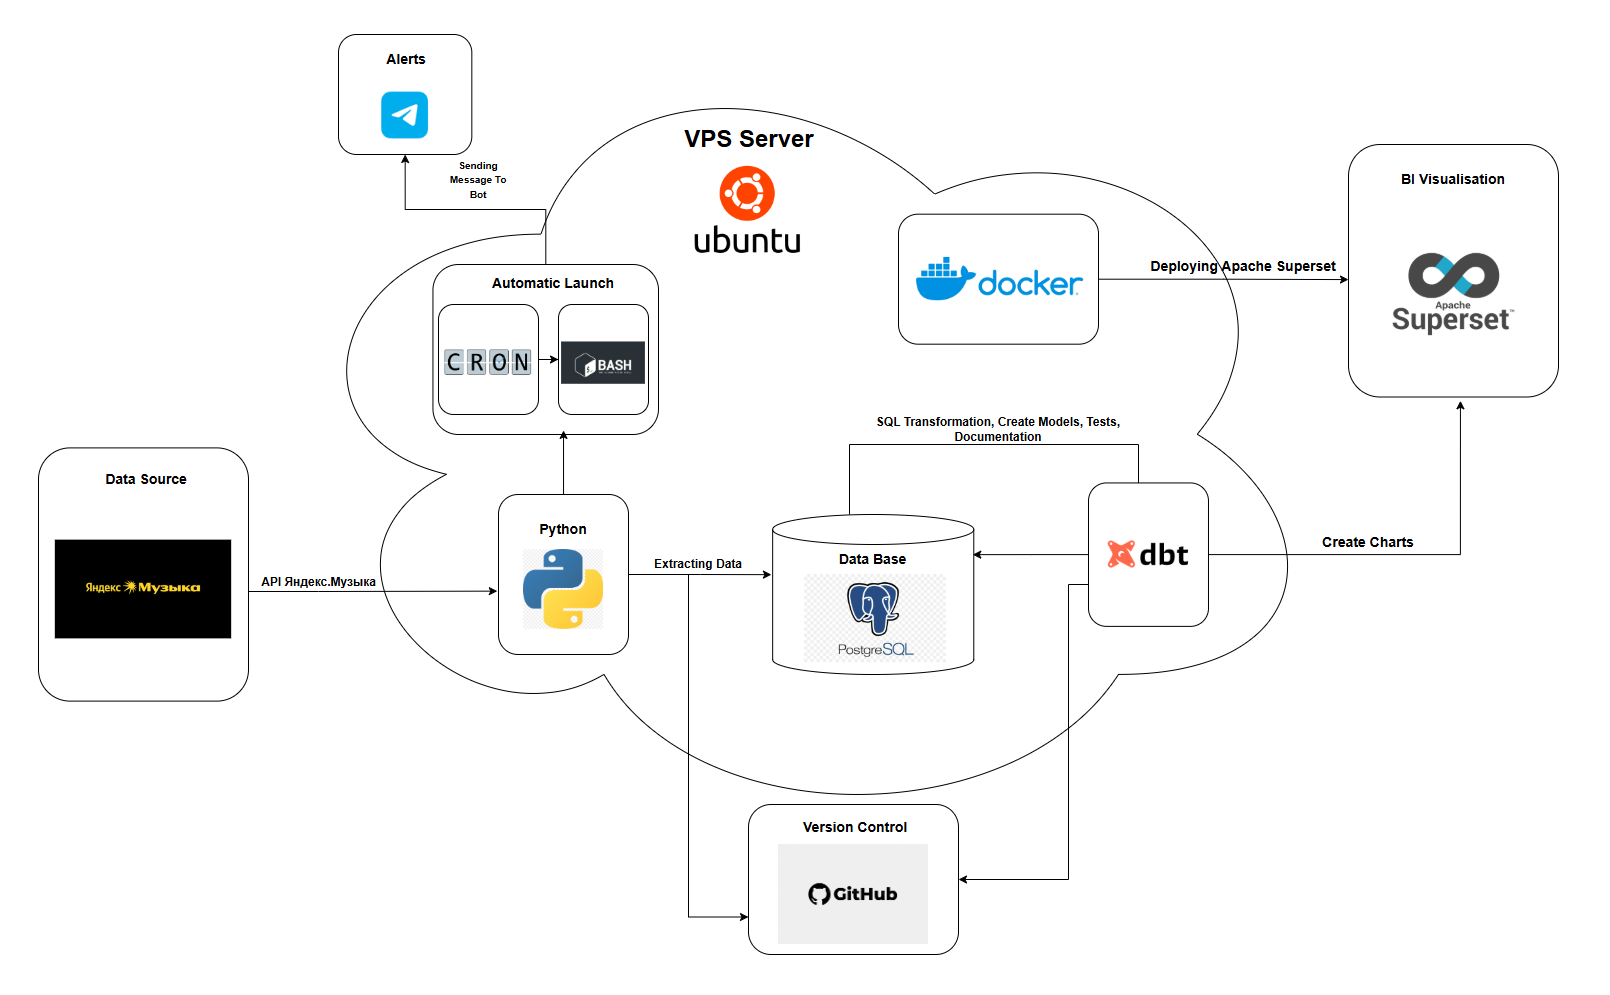 Alerts
Sending
Message To
Bot
VPS Server
ubuntu
BI Visualisation
docker
Deploying Apache Superset
Apache
Superset
Automatic Launch
CRON
BASH
SQL Transformation, Create Models, Tests,
Documentation
Data Source
Яндекс Музыка
API Яндекс.Музыка
Python
Extracting Data
Data Base
PostgreSQL
dbt
Create Charts
Version Control
GitHub